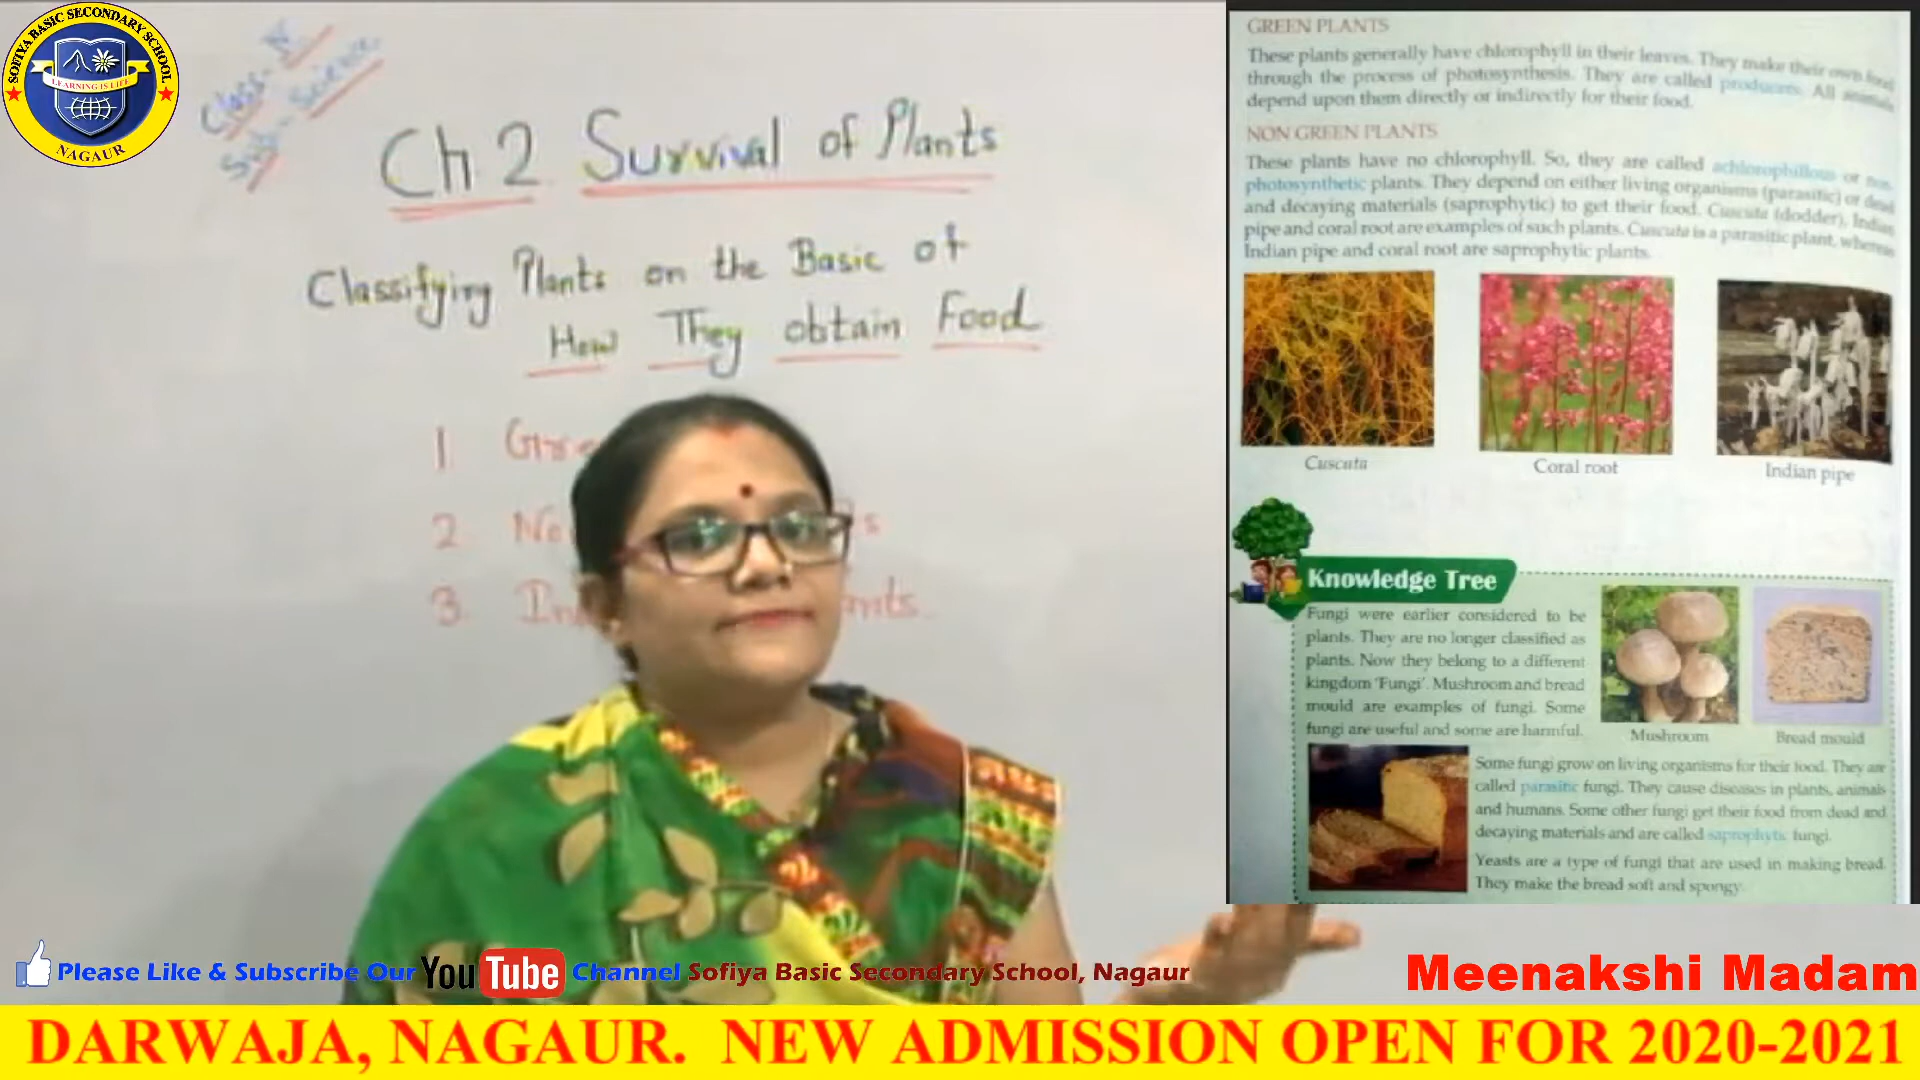 SOFIYA BASIC SECONDARY SCHOOL
LEARNING IS LIFE
NAGAUR
Class-
Sub-Science
Ch 2 Survival of Plants
Classifying Plants on the Basic of
How They obtain Food
1 Gre
2 No s
3. In ants
GREEN PLANTS
These plants generally have chlorophyll in their leaves. They make their own food
through the process of photosynthesis. They are called producers. All animals
depend upon them directly or indirectly for their food.
NON GREEN PLANTS
These plants have no chlorophyll. So, they are called achlorophillous or non-
photosynthetic plants. They depend on either living organisms (parasitic) or dead
and decaying materials (saprophytic) to get their food. Cuscuta (dodder), Indian
pipe and coral root are examples of such plants. Cuscuta is a parasitic plant, whereas
Indian pipe and coral root are saprophytic plants.
Cuscuta
Coral root
Indian pipe
Knowledge Tree
Fungi were earlier considered to be
plants. They are no longer classified as
plants. Now they belong to a different
kingdom 'Fungi'. Mushroom and bread
mould are examples of fungi. Some
fungi are useful and some are harmful.
Mushroom
Bread mould
Some fungi grow on living organisms for their food. They are
called parasitic fungi. They cause diseases in plants, animals
and humans. Some other fungi get their food from dead and
decaying materials and are called saprophytic fungi.
Yeasts are a type of fungi that are used in making bread.
They make the bread soft and spongy.
Please Like & Subscribe Our YouTube Channel Sofiya Basic Secondary School, Nagaur
Meenakshi Madam
DARWAJA, NAGAUR. NEW ADMISSION OPEN FOR 2020-2021